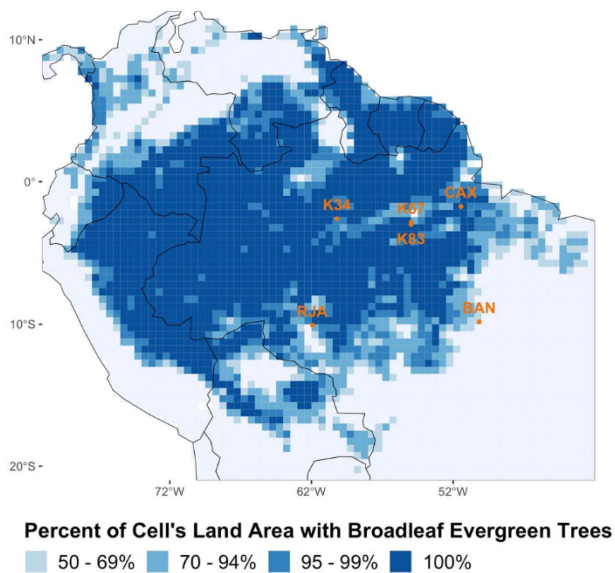 10°N
0°
10°S
20°S
K34
K67
CAX
K83
RJA
BAN
72°W 62°W 52°W
Percent of Cell's Land Area with Broadleaf Evergreen Trees
50 - 69% 70 - 94% 95 - 99% 100%